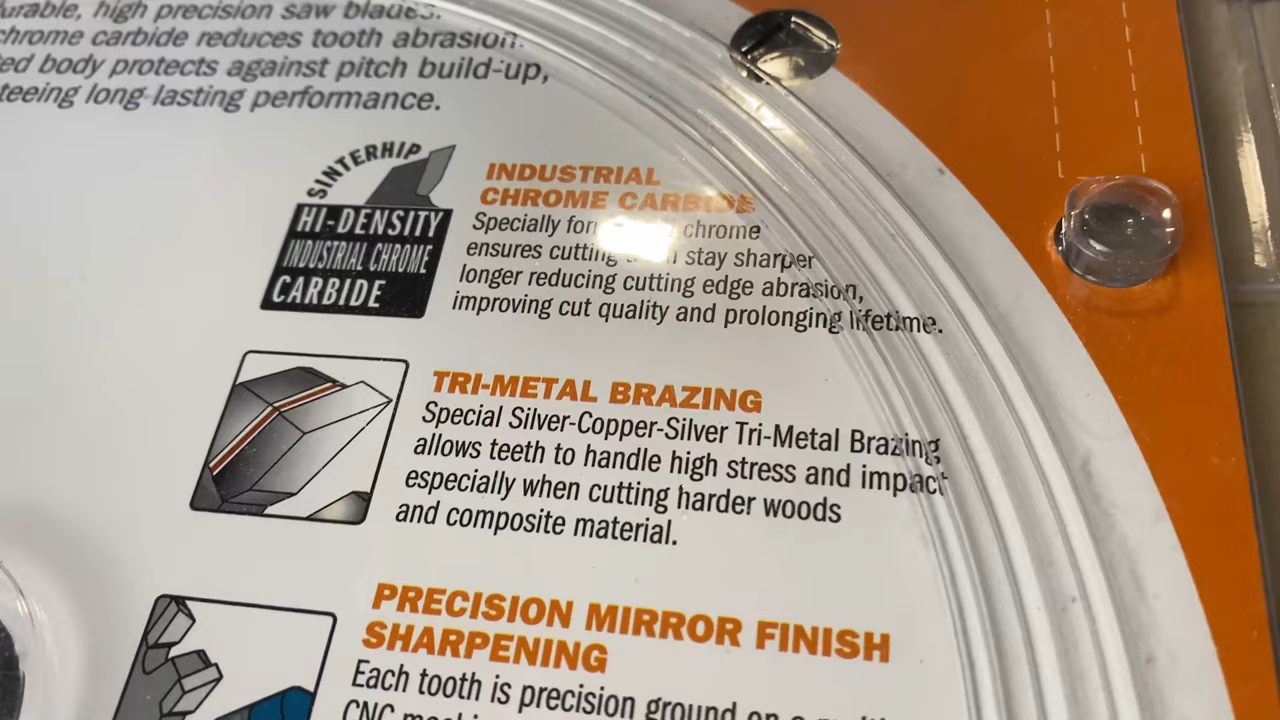 urable, high precision saw blades.
chrome carbide reduces tooth abrasion.
ed body protects against pitch build-up,
teeing long-lasting performance.
SINTERHIP
HI-DENSITY
INDUSTRIAL CHROME
CARBIDE
INDUSTRIAL
CHROME CARBIDE
Specially chrome
ensures cutting stay sharper
longer reducing cutting edge abrasion,
improving cut quality and prolonging lifetime.
TRI-METAL BRAZING
Special Silver-Copper-Silver Tri-Metal Brazing
allows teeth to handle high stress and impact
especially when cutting harder woods
and composite material.
PRECISION MIRROR FINISH
SHARPENING
Each tooth is precision ground on a
CNC